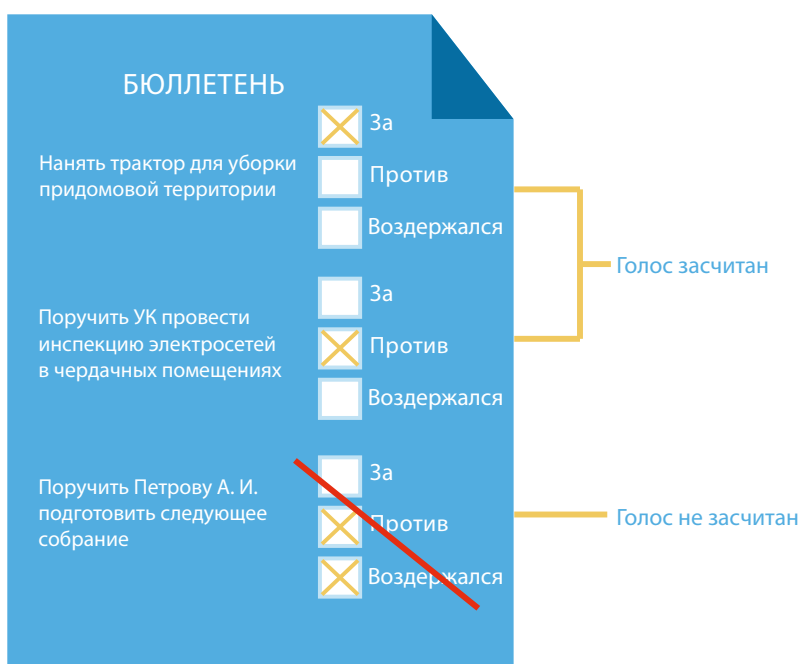 БЮЛЛЕТЕНЬ
Нанять трактор для уборки
придомовой территории
За
Против
Воздержался
Голос засчитан
Поручить УК провести
инспекцию электросетей
в чердачных помещениях
За
Против
Воздержался
Поручить Петрову А. И.
подготовить следующее
собрание
За
Против
Воздержался
Голос не засчитан